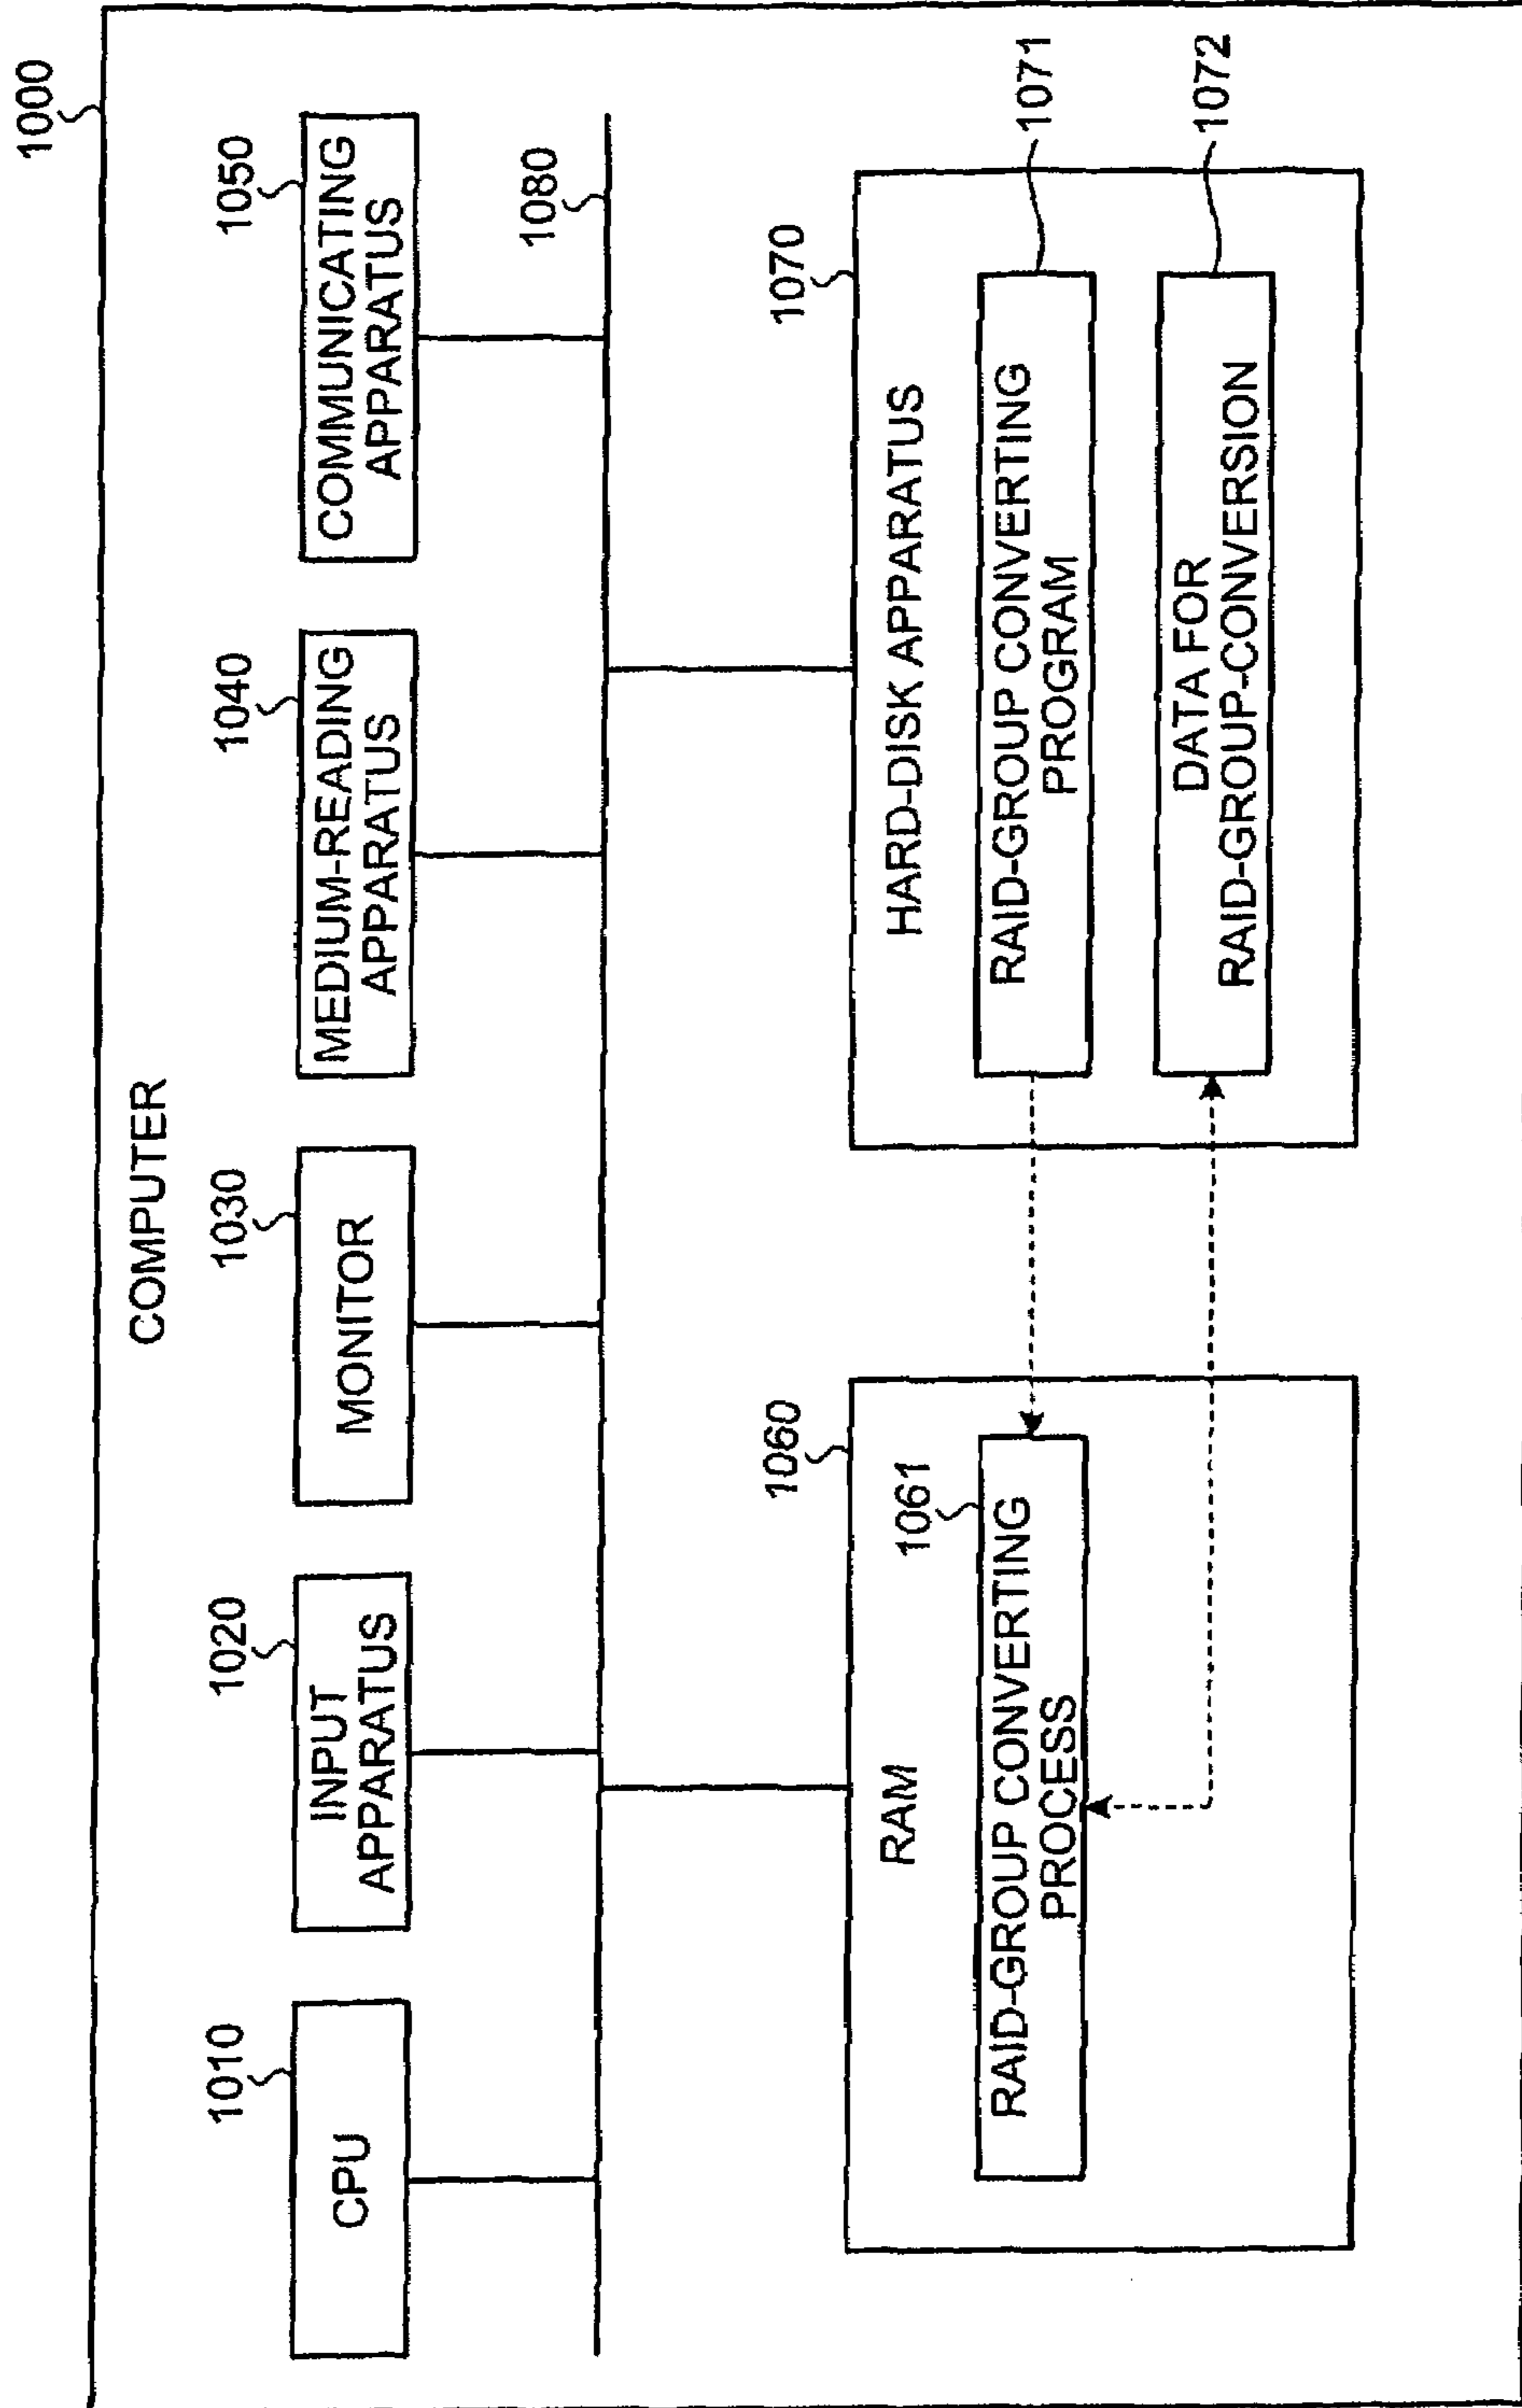 1000
COMPUTER
1010
CPU
1020
INPUT
APPARATUS
1030
MONITOR
1040
MEDIUM-READING
APPARATUS
1050
COMMUNICATING
APPARATUS
1080
1060
RAM
1061
RAID-GROUP CONVERTING
PROCESS
1070
HARD-DISK APPARATUS
RAID-GROUP CONVERTING
PROGRAM
1071
DATA FOR
RAID-GROUP-CONVERSION
1072